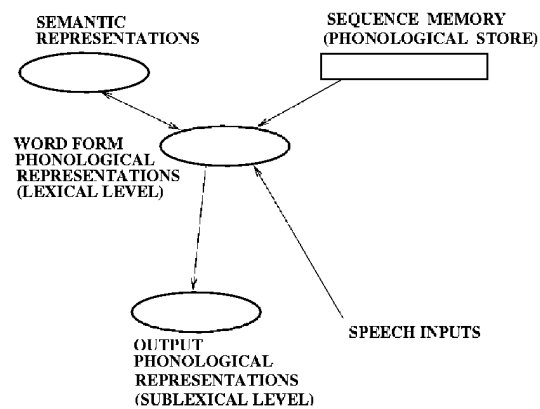 SEMANTIC
REPRESENTATIONS
SEQUENCE MEMORY
(PHONOLOGICAL STORE)
WORD FORM
PHONOLOGICAL
REPRESENTATIONS
(LEXICAL LEVEL)
SPEECH INPUTS
OUTPUT
PHONOLOGICAL
REPRESENTATIONS
(SUBLEXICAL LEVEL)